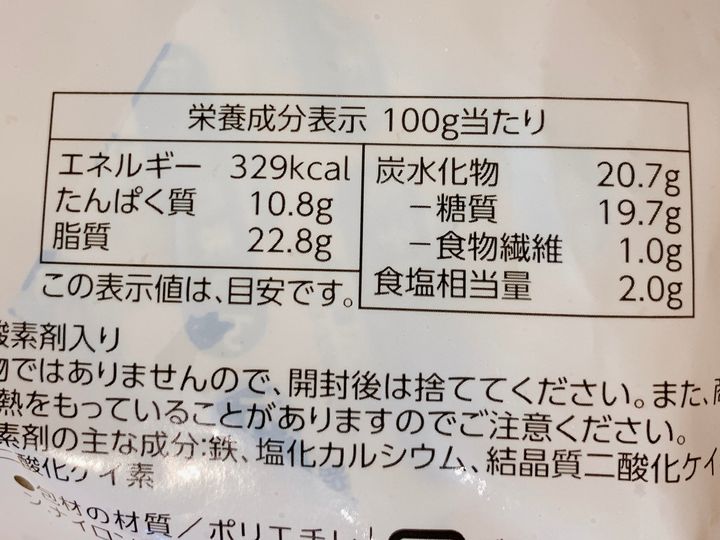 栄養成分表示 100g当たり
エネルギー 329kcal
たんぱく質 10.8g
脂質 22.8g
炭水化物 20.7g
－糖質 19.7g
－食物繊維 1.0g
食塩相当量 2.0g
この表示値は、目安です。
酸素剤入り
物ではありませんので、開封後は捨ててください。また、
熱をもっていることがありますのでご注意ください。
素剤の主な成分:鉄、塩化カルシウム、結晶質二酸化ケイ
二酸化ケイ素
包材の材質／ポリエチレ